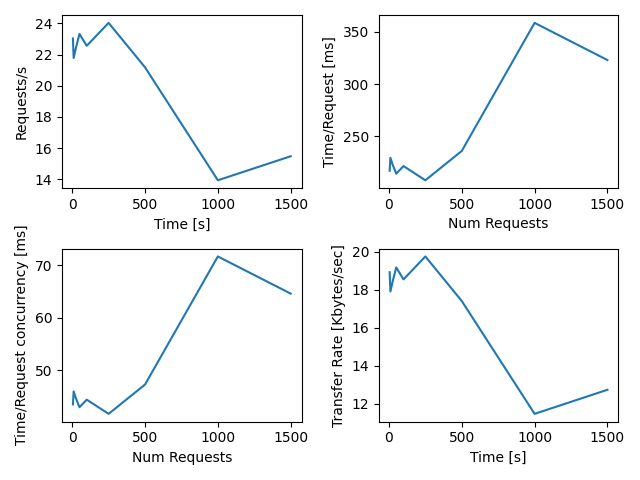 Requests/s
24
22
20
18
16
14
0 500 1000 1500
Time [s]
Time/Request [ms]
350
300
250
0 500 1000 1500
Num Requests
Time/Request concurrency [ms]
70
60
50
0 500 1000 1500
Num Requests
Transfer Rate [Kbytes/sec]
20
18
16
14
12
0 500 1000 1500
Time [s]